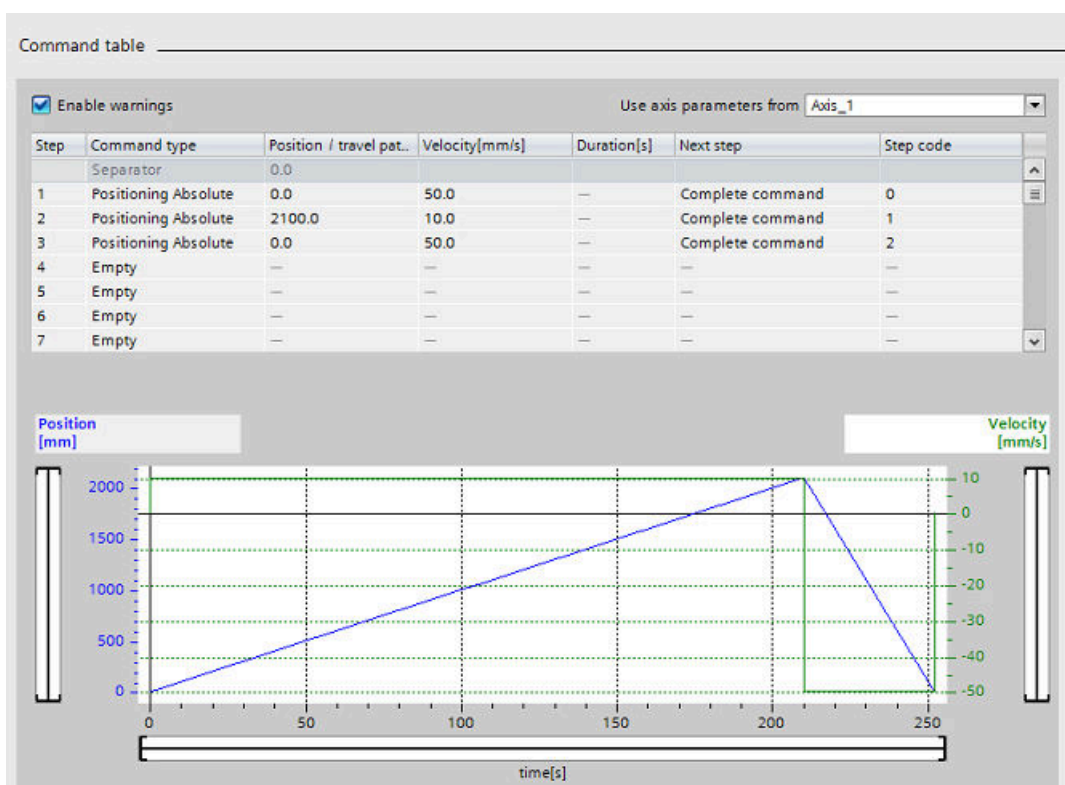 Command table
Enable warnings Use axis parameters from Axis_1
Step Command type Position / travel pat.. Velocity[mm/s] Duration[s] Next step Step code
Separator 0.0
1 Positioning Absolute 0.0 50.0 — Complete command 0
2 Positioning Absolute 2100.0 10.0 — Complete command 1
3 Positioning Absolute 0.0 50.0 — Complete command 2
4 Empty — — — — —
5 Empty — — — — —
6 Empty — — — — —
7 Empty — — — — —
Position Velocity
[mm] [mm/s]
2000 10
0
1500 -10
1000 -20
-30
500 -40
0 -50
0 50 100 150 200 250
time[s]